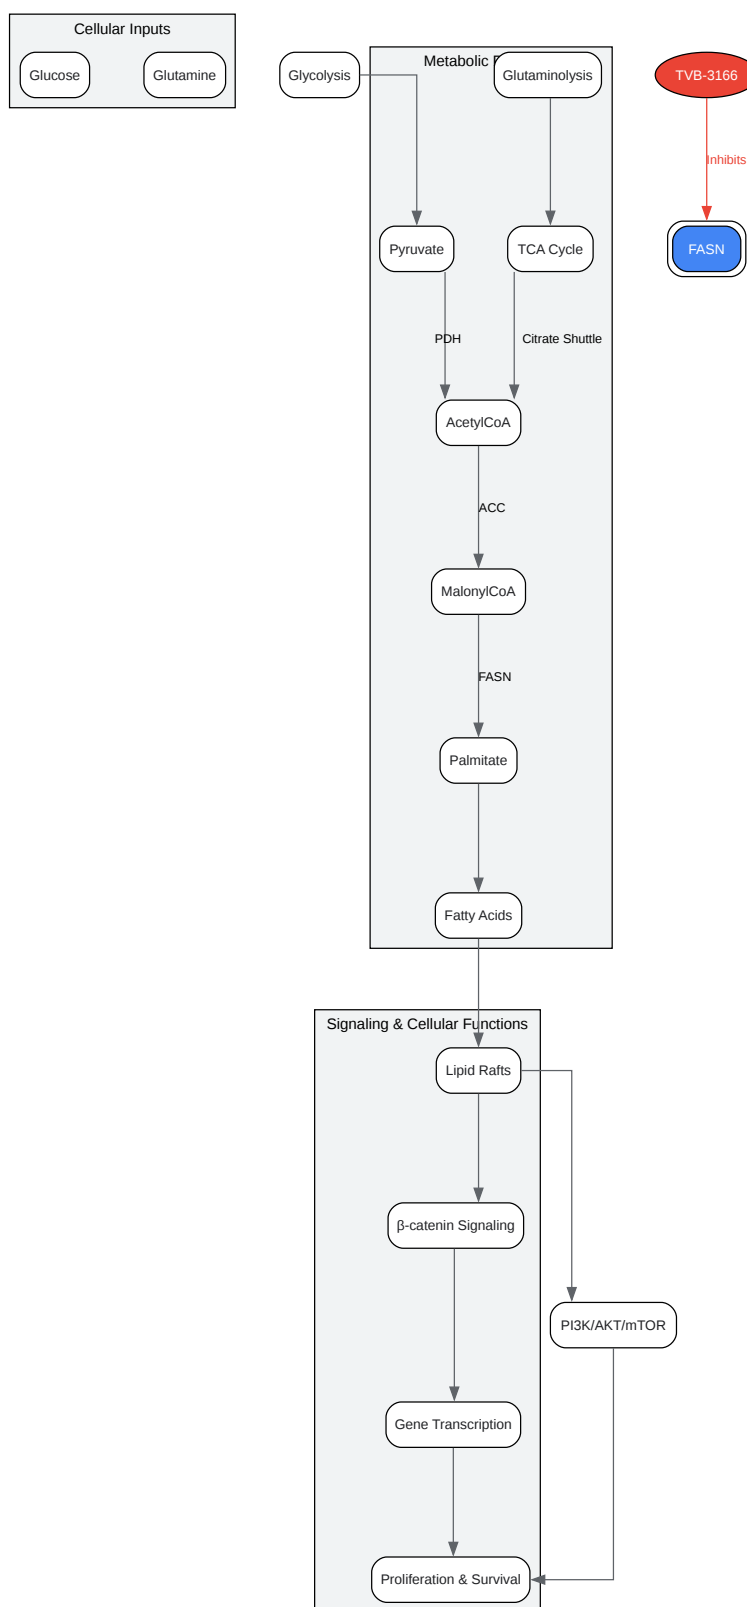 Cellular Inputs
Glucose
Glutamine
Glycolysis
Metabolic
Glutaminolysis
TVB-3166
Inhibits
Pyruvate
TCA Cycle
FASN
PDH
Citrate Shuttle
AcetylCoA
ACC
MalonylCoA
FASN
Palmitate
Fatty Acids
Signaling & Cellular Functions
Lipid Rafts
β-catenin Signaling
PI3K/AKT/mTOR
Gene Transcription
Proliferation & Survival